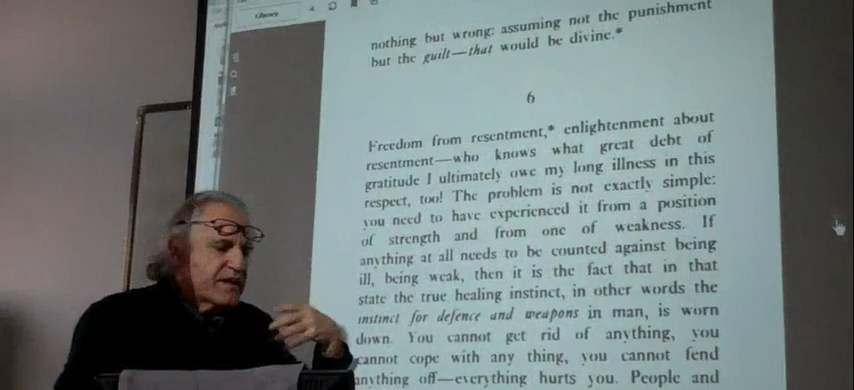 Library
nothing but wrong: assuming not the punishment
but the guilt—that would be divine.*
6
Freedom from resentment,* enlightenment about
resentment—who knows what great debt of
gratitude I ultimately owe my long illness in this
respect, too! The problem is not exactly simple:
you need to have experienced it from a position
of strength and from one of weakness. If
anything at all needs to be counted against being
ill, being weak, then it is the fact that in that
state the true healing instinct, in other words the
instinct for defence and weapons in man, is worn
down. You cannot get rid of anything, you
cannot cope with any thing, you cannot fend
anything off—everything hurts you. People and